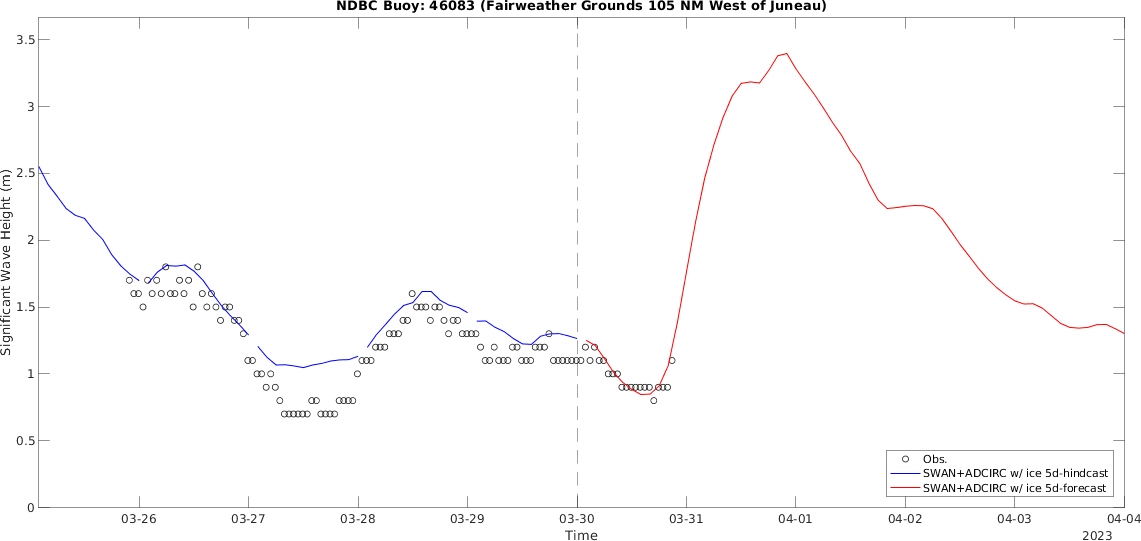 NDBC Buoy: 46083 (Fairweather Grounds 105 NM West of Juneau)
3.5
3
2.5
2
1.5
1
0.5
0
Significant Wave Height (m)
Obs.
SWAN+ADCIRC w/ ice 5d-hindcast
SWAN+ADCIRC w/ ice 5d-forecast
03-26 03-27 03-28 03-29 03-30 03-31 04-01 04-02 04-03 04-04
Time
2023